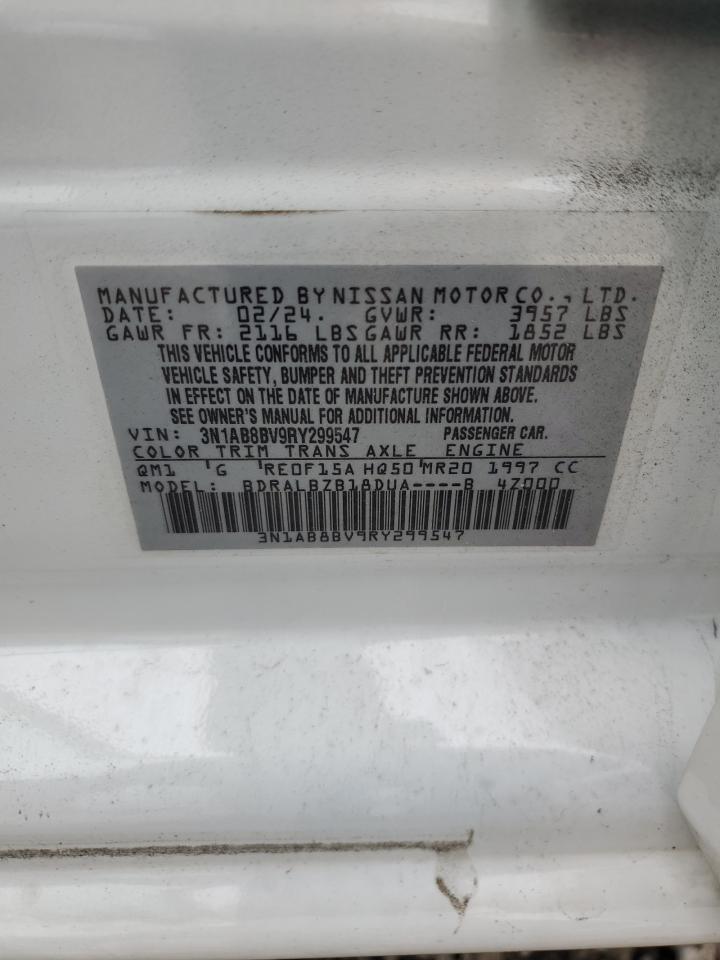 MANUFACTURED BY NISSAN MOTOR CO., LTD.
DATE: 02/24. GVWR: 3957 LBS
GAWR FR: 2116 LBS GAWR RR: 1852 LBS
THIS VEHICLE CONFORMS TO ALL APPLICABLE FEDERAL MOTOR
VEHICLE SAFETY, BUMPER AND THEFT PREVENTION STANDARDS
IN EFFECT ON THE DATE OF MANUFACTURE SHOWN ABOVE.
SEE OWNER'S MANUAL FOR ADDITIONAL INFORMATION.
VIN: 3N1AB8BV9RY299547 PASSENGER CAR.
COLOR TRIM TRANS AXLE ENGINE
QM1 'G 'RE0F15A HQ50'MR20 1997 CC
MODEL: BDRALBZB18DUA----B 4Z000
3N1AB8BV9RY299547